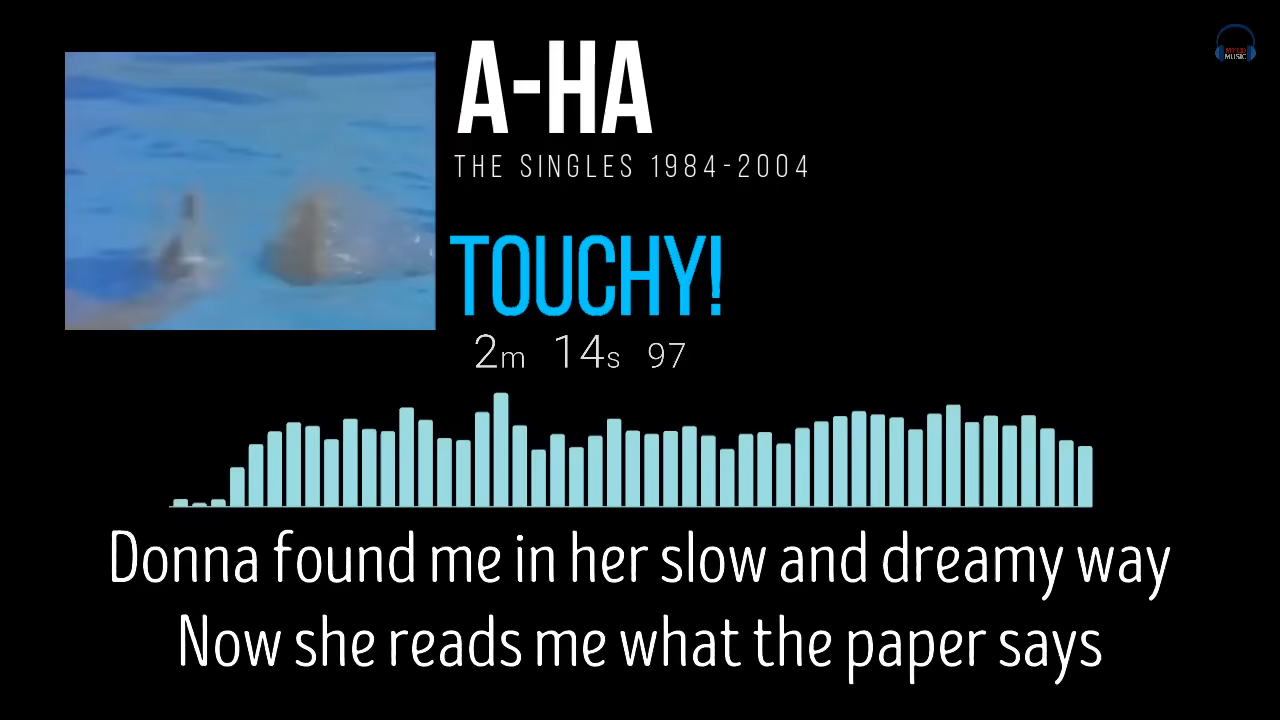 A-HA
THE SINGLES 1984-2004
TOUCHY!
2m 14s 97
Donna found me in her slow and dreamy way
Now she reads me what the paper says
MUSIC